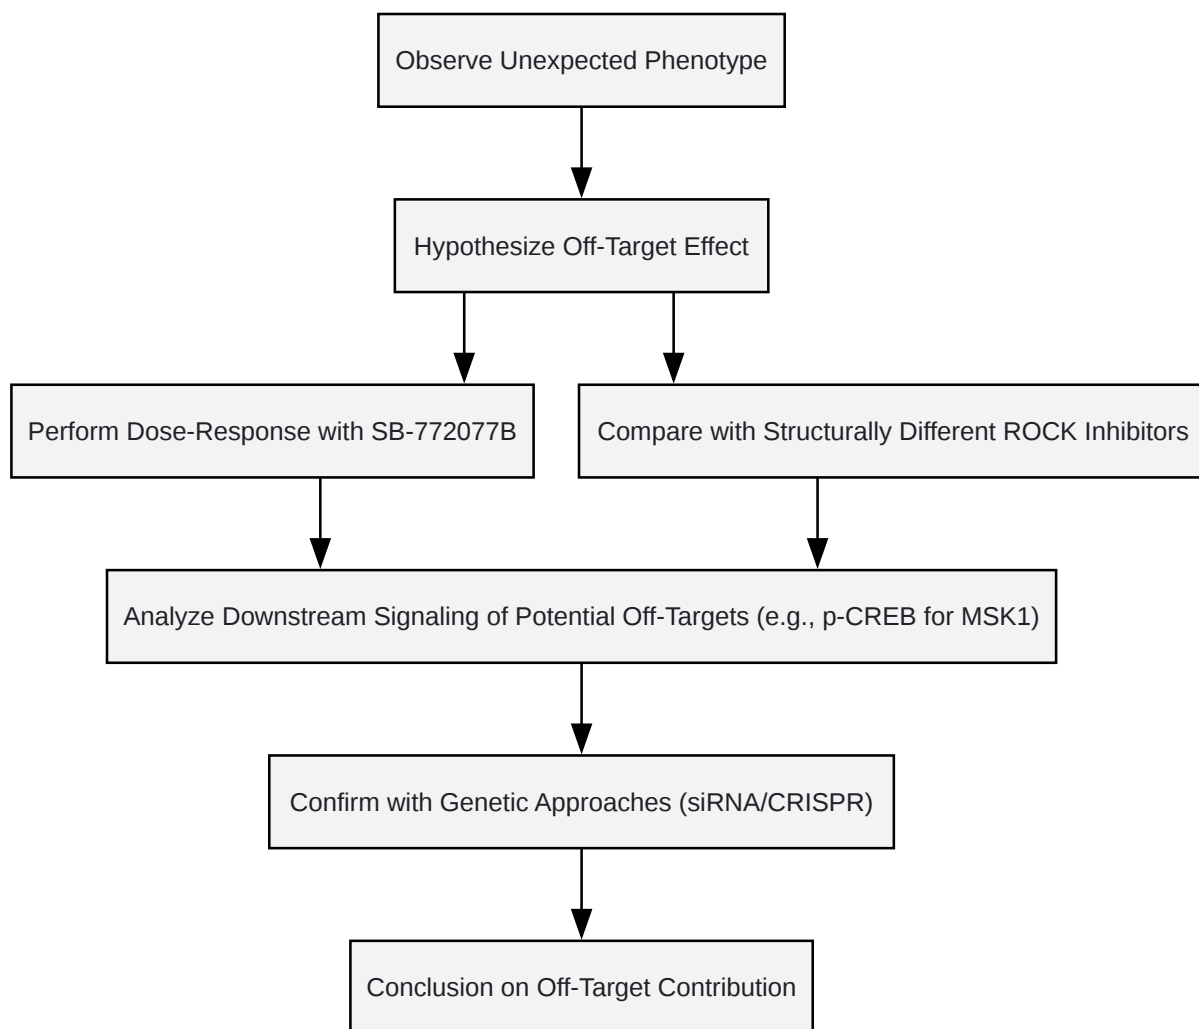 Observe Unexpected Phenotype
Hypothesize Off-Target Effect
Perform Dose-Response with SB-772077B
Compare with Structurally Different ROCK Inhibitors
Analyze Downstream Signaling of Potential Off-Targets (e.g., p-CREB for MSK1)
Confirm with Genetic Approaches (siRNA/CRISPR)
Conclusion on Off-Target Contribution